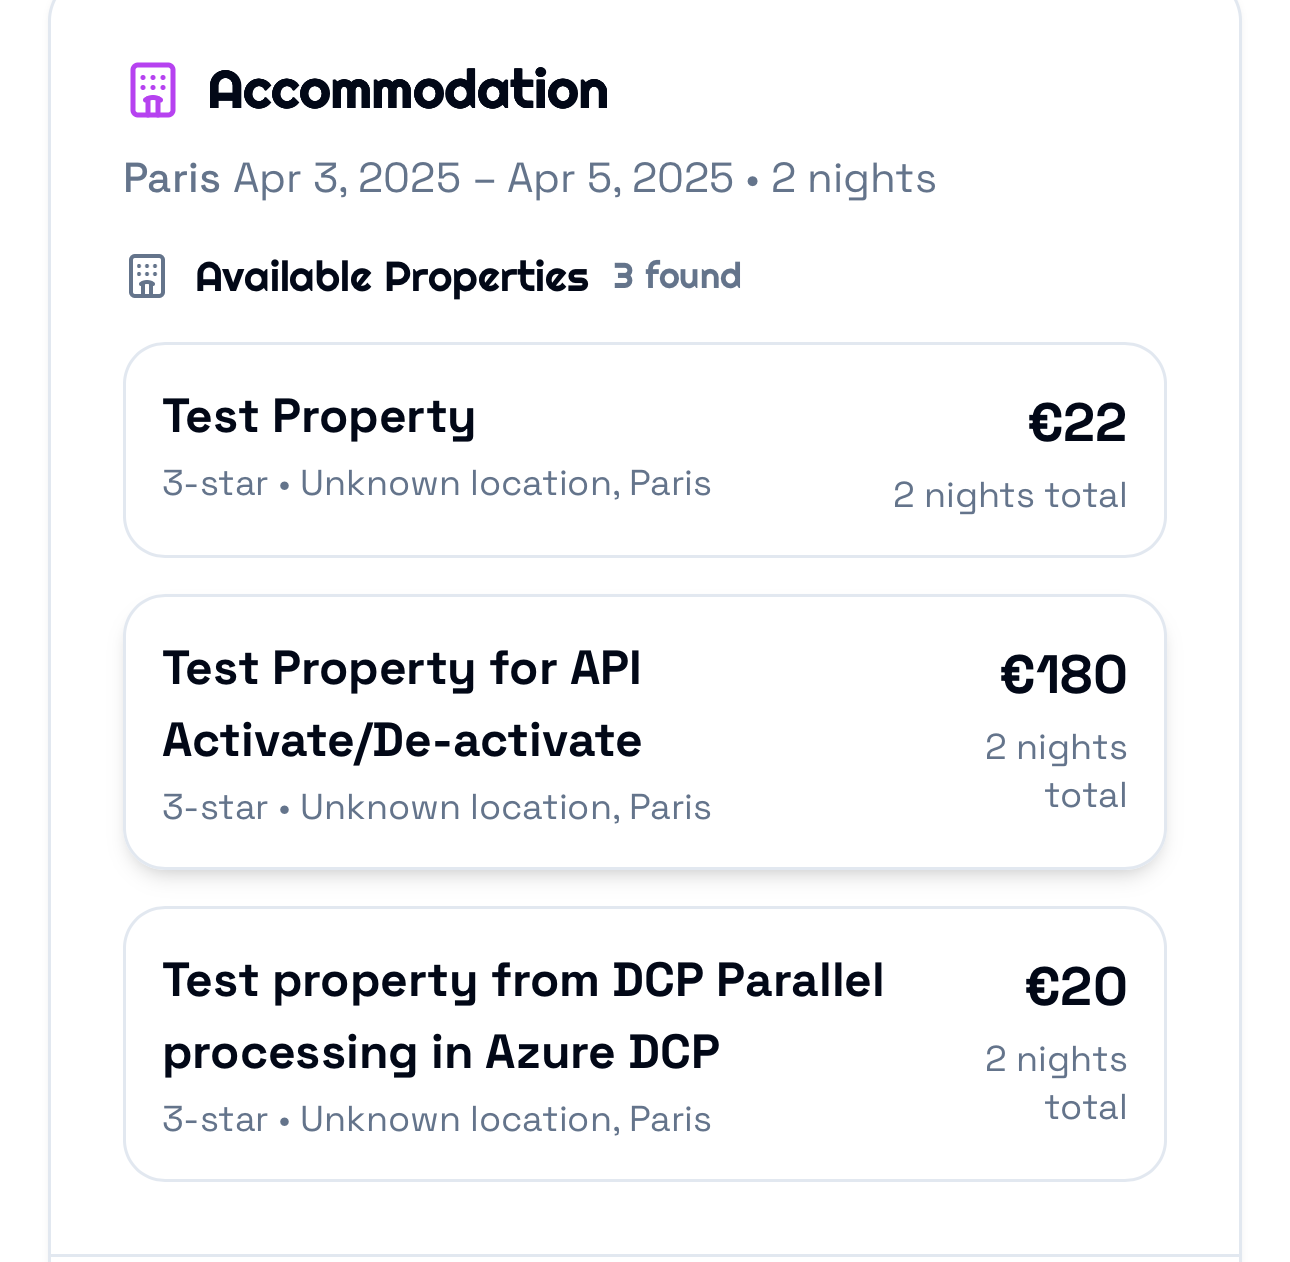 Accommodation
Paris Apr 3, 2025 – Apr 5, 2025 • 2 nights
Available Properties 3 found
Test Property
€22
3-star • Unknown location, Paris
2 nights total
Test Property for API
Activate/De-activate
€180
2 nights
total
3-star • Unknown location, Paris
Test property from DCP Parallel
processing in Azure DCP
€20
2 nights
total
3-star • Unknown location, Paris